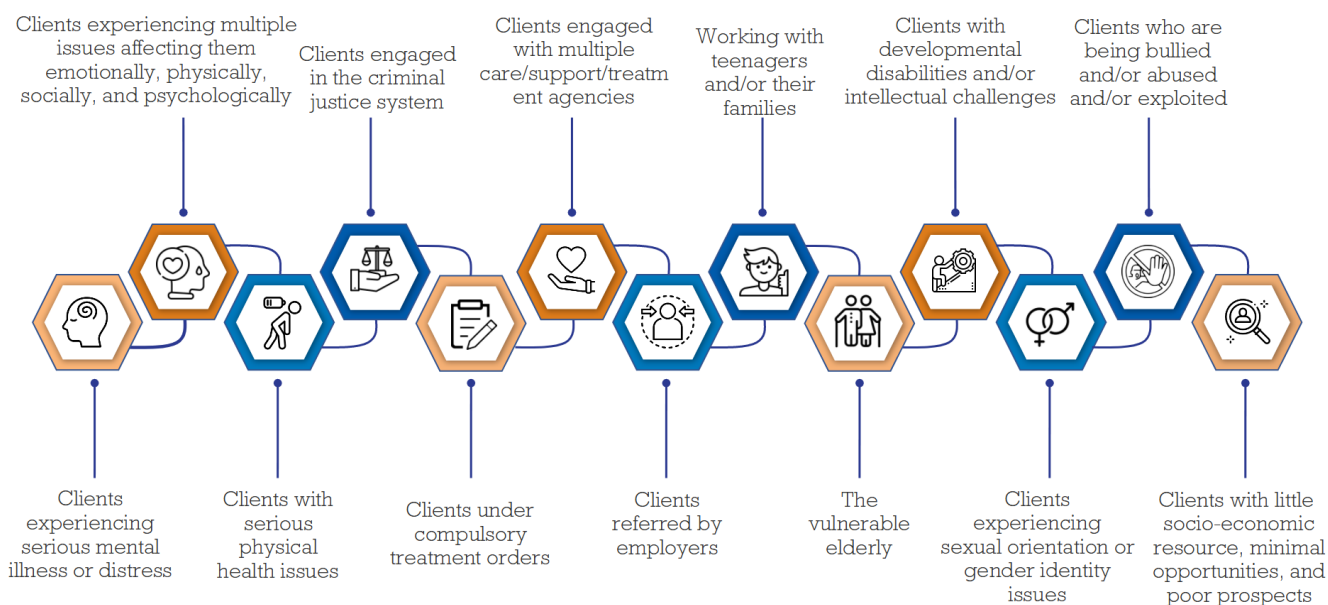 Clients experiencing multiple
issues affecting them
emotionally, physically,
socially, and psychologically
Clients engaged
in the criminal
justice system
Clients engaged
with multiple
care/support/treatm
ent agencies
Working with
teenagers
and/or their
families
Clients with
developmental
disabilities and/or
intellectual challenges
Clients who are
being bullied
and/or abused
and/or exploited
Clients
experiencing
serious mental
illness or distress
Clients with
serious
physical
health issues
Clients under
compulsory
treatment orders
Clients
referred by
employers
The
vulnerable
elderly
Clients
experiencing
sexual orientation or
gender identity
issues
Clients with little
socio-economic
resource, minimal
opportunities, and
poor prospects